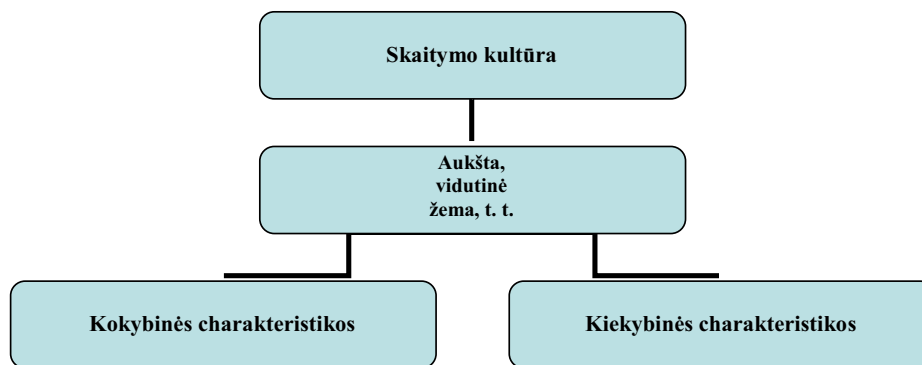 Skaitymo kultūra
Aukšta,
vidutinė
žema, t. t.
Kokybinės charakteristikos
Kiekybinės charakteristikos